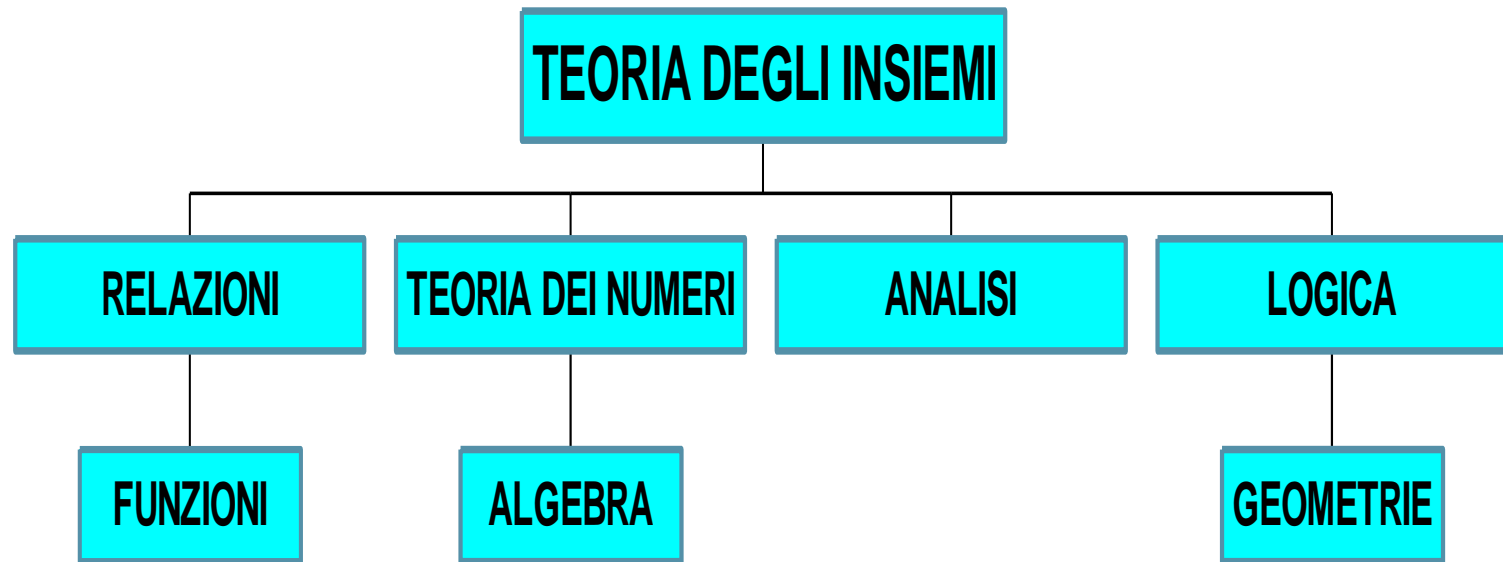 TEORIA DEGLI INSIEMI
RELAZIONI
TEORIA DEI NUMERI
ANALISI
LOGICA
FUNZIONI
ALGEBRA
GEOMETRIE